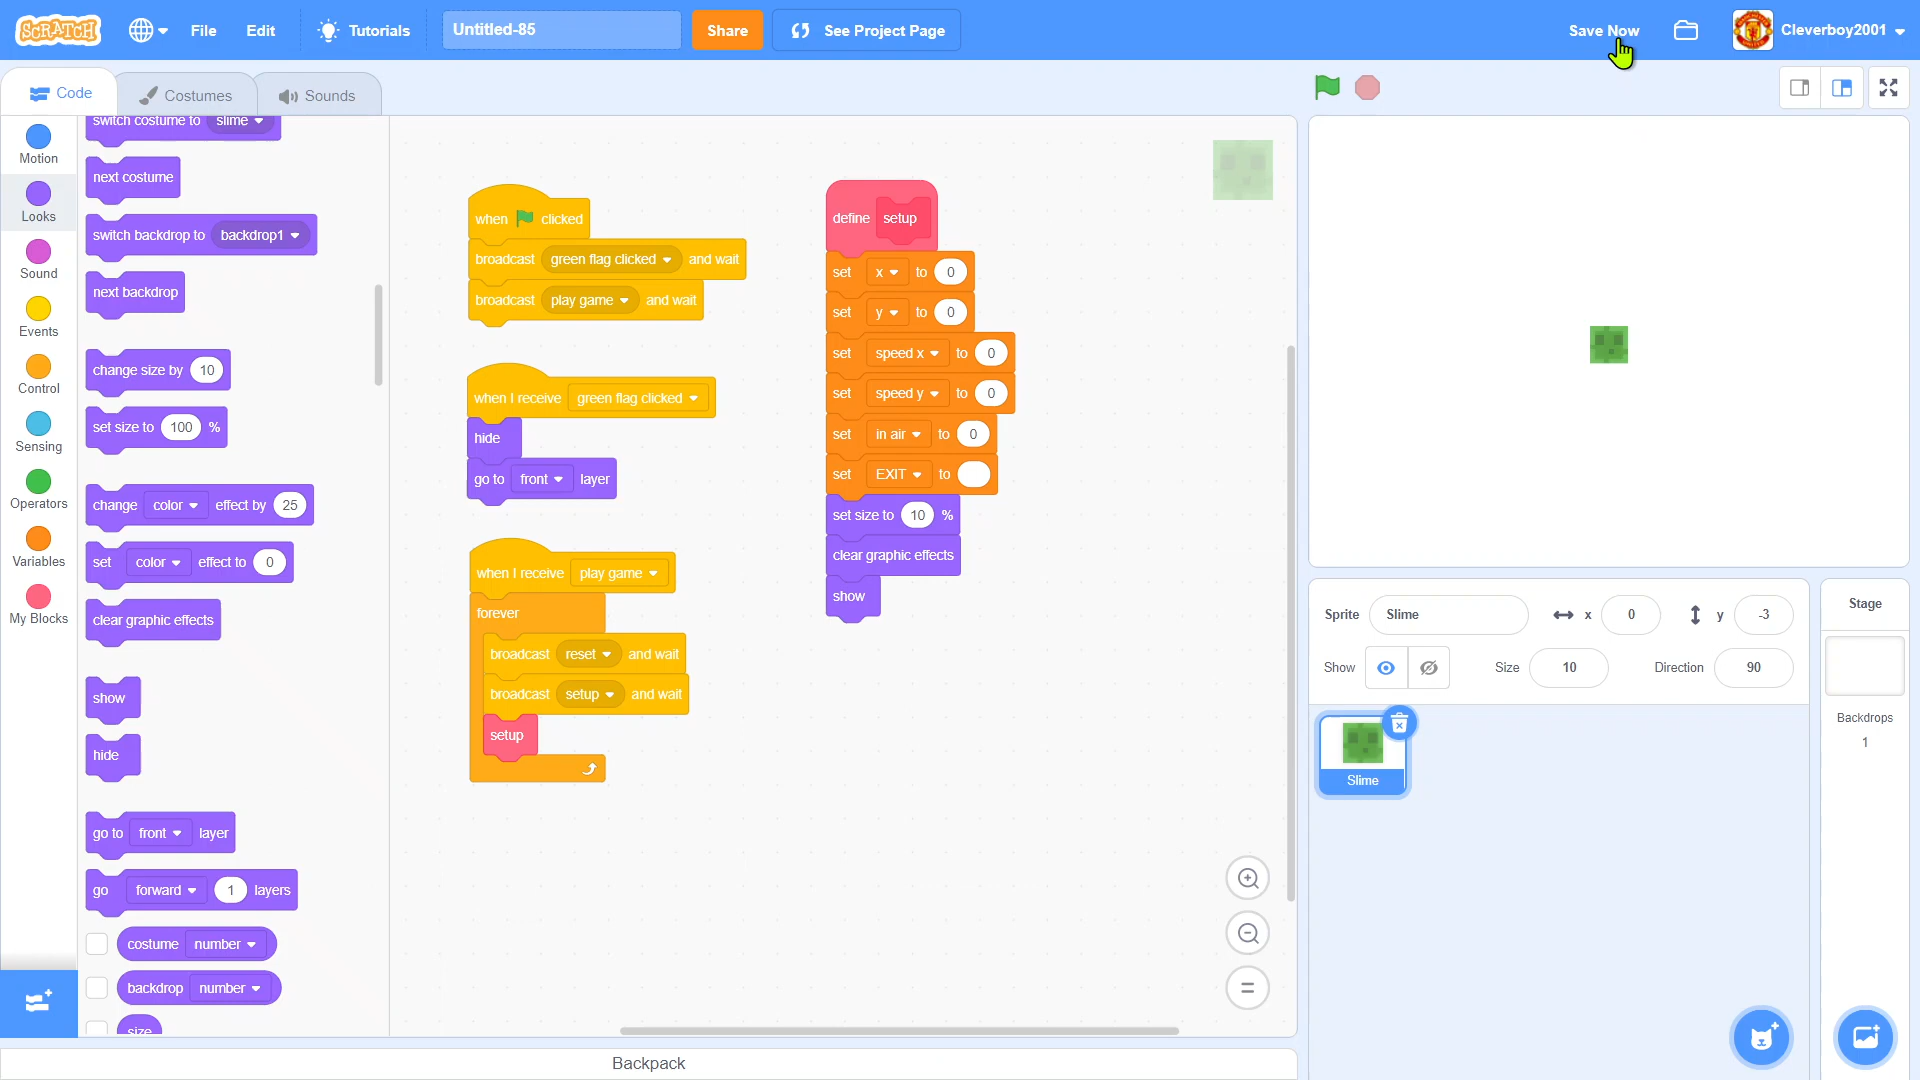 SCRATCH File Edit Tutorials Untitled-85 Share See Project Page Save Now Cleverboy2001
Code Costumes Sounds
Motion
Looks
Sound
Events
Control
Sensing
Operators
Variables
My Blocks
switch costume to slime
next costume
switch backdrop to backdrop1
next backdrop
change size by 10
set size to 100 %
change color effect by 25
set color effect to 0
clear graphic effects
show
hide
go to front layer
go forward 1 layers
costume number
backdrop number
size
when clicked
broadcast green flag clicked and wait
broadcast play game and wait
when I receive green flag clicked
hide
go to front layer
when I receive play game
forever
broadcast reset and wait
broadcast setup and wait
setup
define setup
set x to 0
set y to 0
set speed x to 0
set speed y to 0
set in air to 0
set EXIT to
set size to 10 %
clear graphic effects
show
Sprite Slime x 0 y -3
Show Size 10 Direction 90
Slime
Stage
Backdrops
1
Backpack